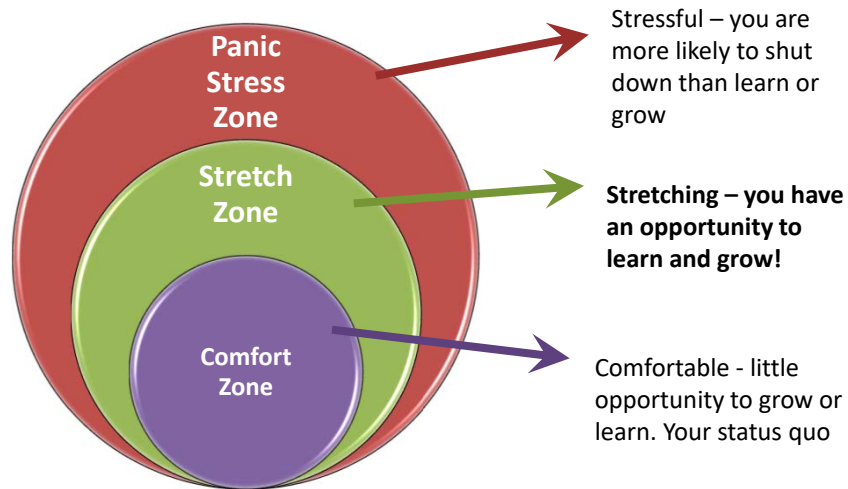 Panic
Stress
Zone
Stressful – you are
more likely to shut
down than learn or
grow
Stretch
Zone
Stretching – you have
an opportunity to
learn and grow!
Comfort
Zone
Comfortable - little
opportunity to grow or
learn. Your status quo